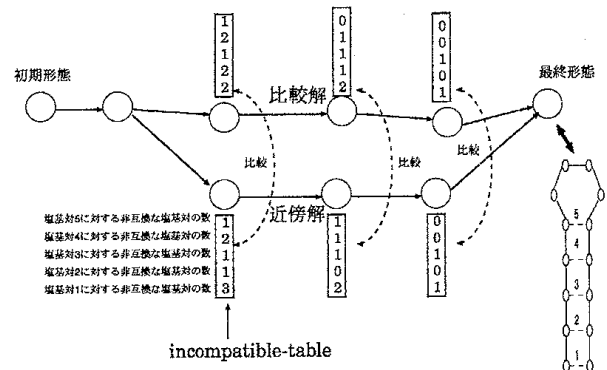 1
2
1
2
2
0
1
1
1
2
0
0
1
0
1
初期形態
最終形態
比較解
比較
比較
比較
近傍解
塩基対5に対する非互換な塩基対の数 1
塩基対4に対する非互換な塩基対の数 2
塩基対3に対する非互換な塩基対の数 1
塩基対2に対する非互換な塩基対の数 1
塩基対1に対する非互換な塩基対の数 3
1
1
1
0
2
0
0
1
0
1
incompatible-table
5
4
3
2
1